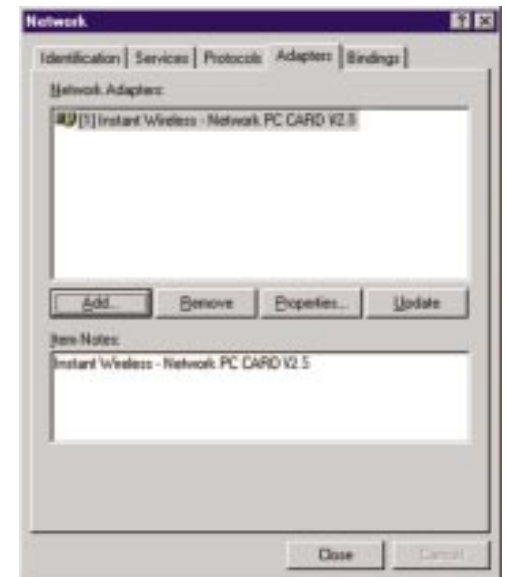 Network
Identification Services Protocols Adapters Bindings
Network Adapters:
[1] Instant Wireless - Network PC CARD V2.5
Add... Remove Properties... Update
Item Notes:
Instant Wireless - Network PC CARD V2.5
Close Cancel